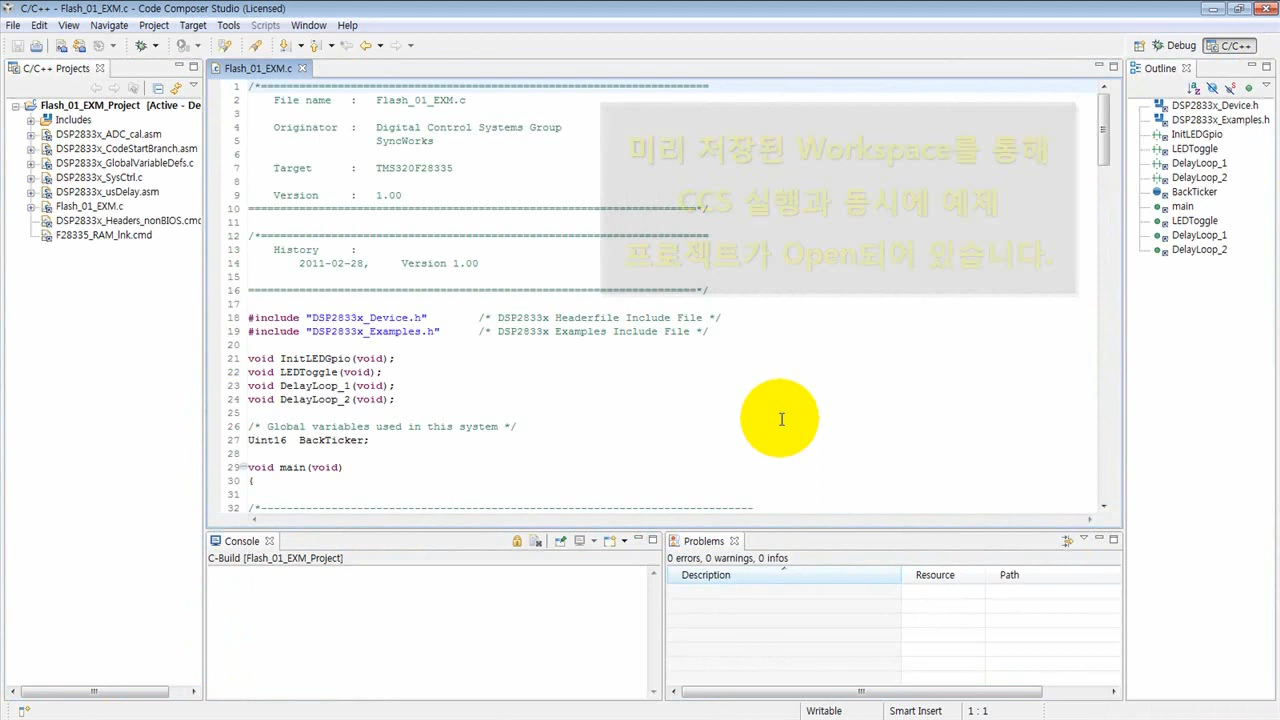 C/C++ - Flash_01_EXM.c - Code Composer Studio (Licensed)
File Edit View Navigate Project Target Tools Scripts Window Help
Debug C/C++
C/C++ Projects
Flash_01_EXM_Project [Active - De
Includes
DSP2833x_ADC_cal.asm
DSP2833x_CodeStartBranch.asm
DSP2833x_GlobalVariableDefs.c
DSP2833x_SysCtrl.c
DSP2833x_usDelay.asm
Flash_01_EXM.c
DSP2833x_Headers_nonBIOS.cmd
F28335_RAM_lnk.cmd
Flash_01_EXM.c
1 /*======================================================================
2 File name : Flash_01_EXM.c
3
4 Originator : Digital Control Systems Group
5 SyncWorks
6
7 Target : TMS320F28335
8
9 Version : 1.00
10 ======================================================================*/
11
12 /*======================================================================
13 History :
14 2011-02-28, Version 1.00
15
16 ======================================================================*/
17
18 #include "DSP2833x_Device.h" /* DSP2833x Headerfile Include File */
19 #include "DSP2833x_Examples.h" /* DSP2833x Examples Include File */
20
21 void InitLEDGpio(void);
22 void LEDToggle(void);
23 void DelayLoop_1(void);
24 void DelayLoop_2(void);
25
26 /* Global variables used in this system */
27 Uint16 BackTicker;
28
29 void main(void)
30 {
31
32 /*-----------------------------------------------------------------------------
미리 저장된 Workspace를 통해
CCS 실행과 동시에 예제
프로젝트가 Open되어 있습니다.
Outline
DSP2833x_Device.h
DSP2833x_Examples.h
InitLEDGpio
LEDToggle
DelayLoop_1
DelayLoop_2
BackTicker
main
LEDToggle
DelayLoop_1
DelayLoop_2
Console
C-Build [Flash_01_EXM_Project]
Problems
0 errors, 0 warnings, 0 infos
Description Resource Path
Writable Smart Insert 1 : 1